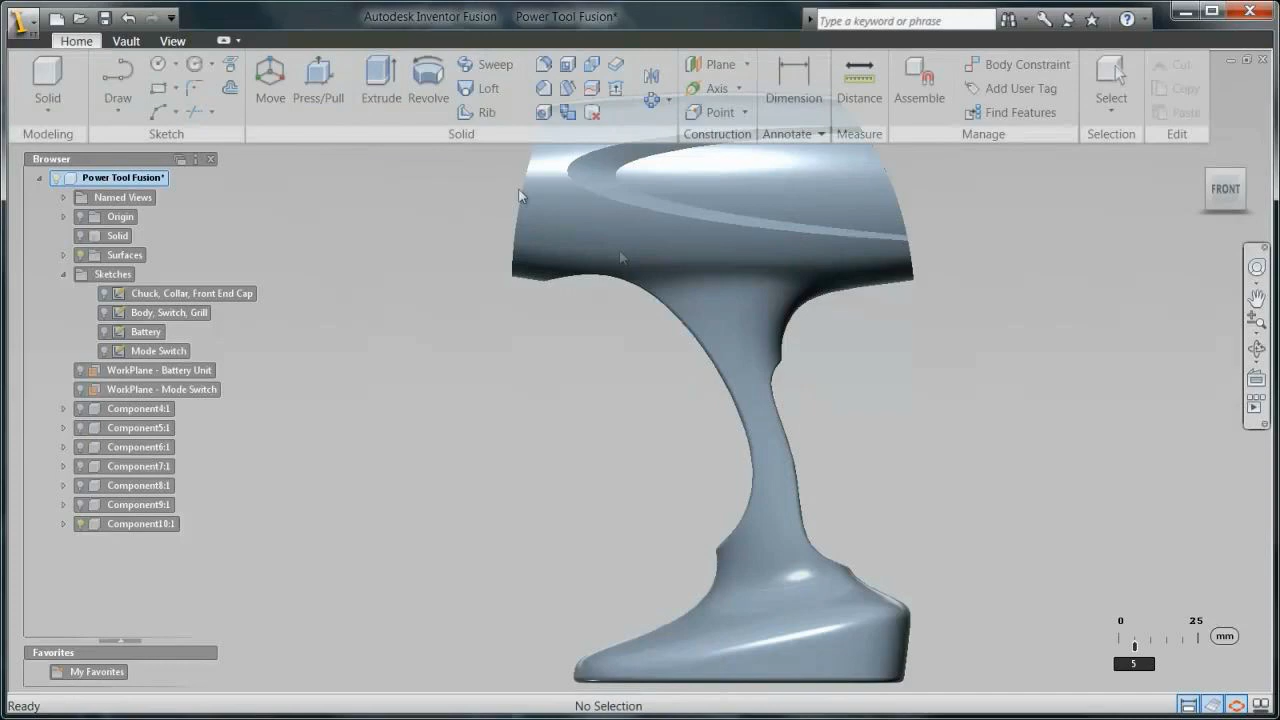 Autodesk Inventor Fusion Power Tool Fusion*
Type a keyword or phrase
Home Vault View
Solid
Draw
Move
Press/Pull
Extrude
Revolve
Sweep
Loft
Rib
Plane
Axis
Point
Dimension
Distance
Assemble
Body Constraint
Add User Tag
Find Features
Select
Cut
Copy
Paste
Modeling Sketch Solid Construction Annotate Measure Manage Selection Edit
Browser
Power Tool Fusion*
Named Views
Origin
Solid
Surfaces
Sketches
Chuck, Collar, Front End Cap
Body, Switch, Grill
Battery
Mode Switch
WorkPlane - Battery Unit
WorkPlane - Mode Switch
Component4:1
Component5:1
Component6:1
Component7:1
Component8:1
Component9:1
Component10:1
Favorites
My Favorites
FRONT
0 25
mm
5
Ready
No Selection